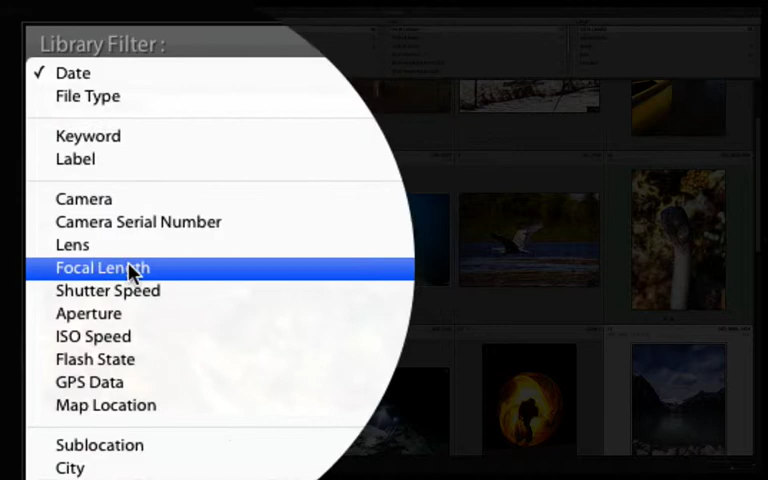 Library Filter :
✓ Date
File Type
Keyword
Label
Camera
Camera Serial Number
Lens
Focal Length
Shutter Speed
Aperture
ISO Speed
Flash State
GPS Data
Map Location
Sublocation
City